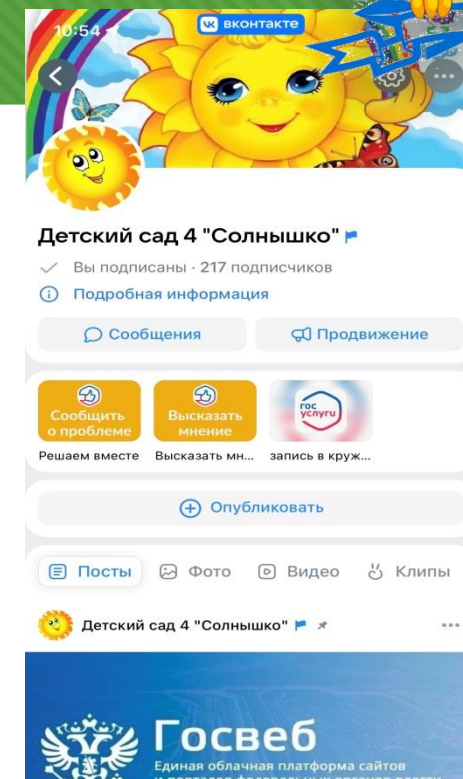 10:54
вконтакте
Детский сад 4 "Солнышко"
Вы подписаны · 217 подписчиков
Подробная информация
Сообщения
Продвижение
Сообщить
о проблеме
Высказать
мнение
гос
услуги
Решаем вместе
Высказать мн...
запись в круж...
Опубликовать
Посты
Фото
Видео
Клипы
Детский сад 4 "Солнышко"
Госвеб
Единая облачная платформа сайтов